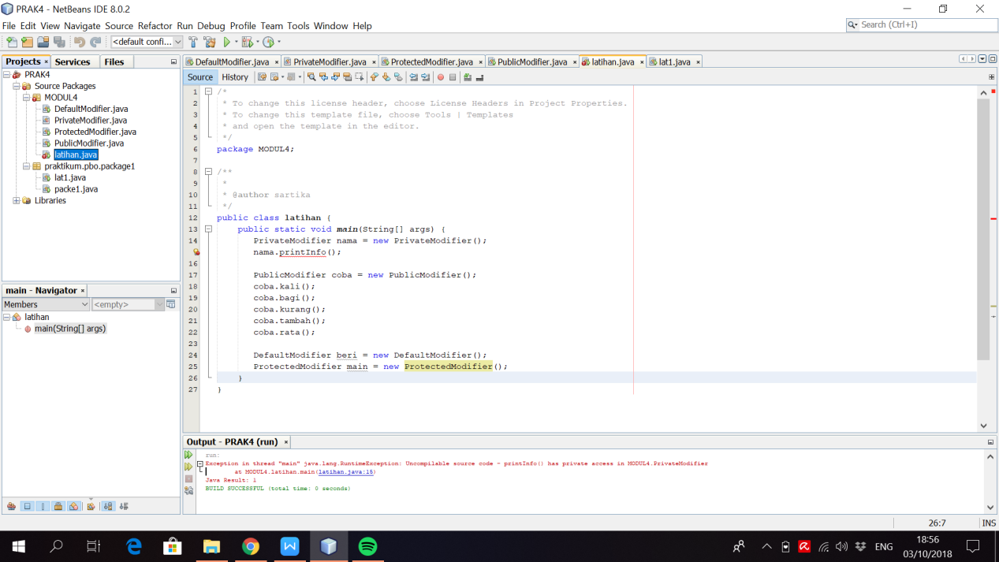 PRAK4 - NetBeans IDE 8.0.2
File Edit View Navigate Source Refactor Run Debug Profile Team Tools Window Help
Search (Ctrl+I)
<default confi...
Projects × Services Files
PRAK4
Source Packages
MODUL4
DefaultModifier.java
PrivateModifier.java
ProtectedModifier.java
PublicModifier.java
latihan.java
praktikum.pbo.package1
lat1.java
packe1.java
Libraries
main - Navigator ×
Members <empty>
latihan
main(String[] args)
DefaultModifier.java × PrivateModifier.java × ProtectedModifier.java × PublicModifier.java × latihan.java × lat1.java ×
Source History
1 /*
2 * To change this license header, choose License Headers in Project Properties.
3 * To change this template file, choose Tools | Templates
4 * and open the template in the editor.
5 */
6 package MODUL4;
7
8 /**
9 *
10 * @author sartika
11 */
12 public class latihan {
13 public static void main(String[] args) {
14 PrivateModifier nama = new PrivateModifier();
nama.printInfo();
16
17 PublicModifier coba = new PublicModifier();
18 coba.kali();
19 coba.bagi();
20 coba.kurang();
21 coba.tambah();
22 coba.rata();
23
24 DefaultModifier beri = new DefaultModifier();
25 ProtectedModifier main = new ProtectedModifier();
26 }
27 }
Output - PRAK4 (run) ×
run:
Exception in thread "main" java.lang.RuntimeException: Uncompilable source code - printInfo() has private access in MODUL4.PrivateModifier
at MODUL4.latihan.main(latihan.java:15)
Java Result: 1
BUILD SUCCESSFUL (total time: 0 seconds)
26:7 INS
ENG
18:56
03/10/2018